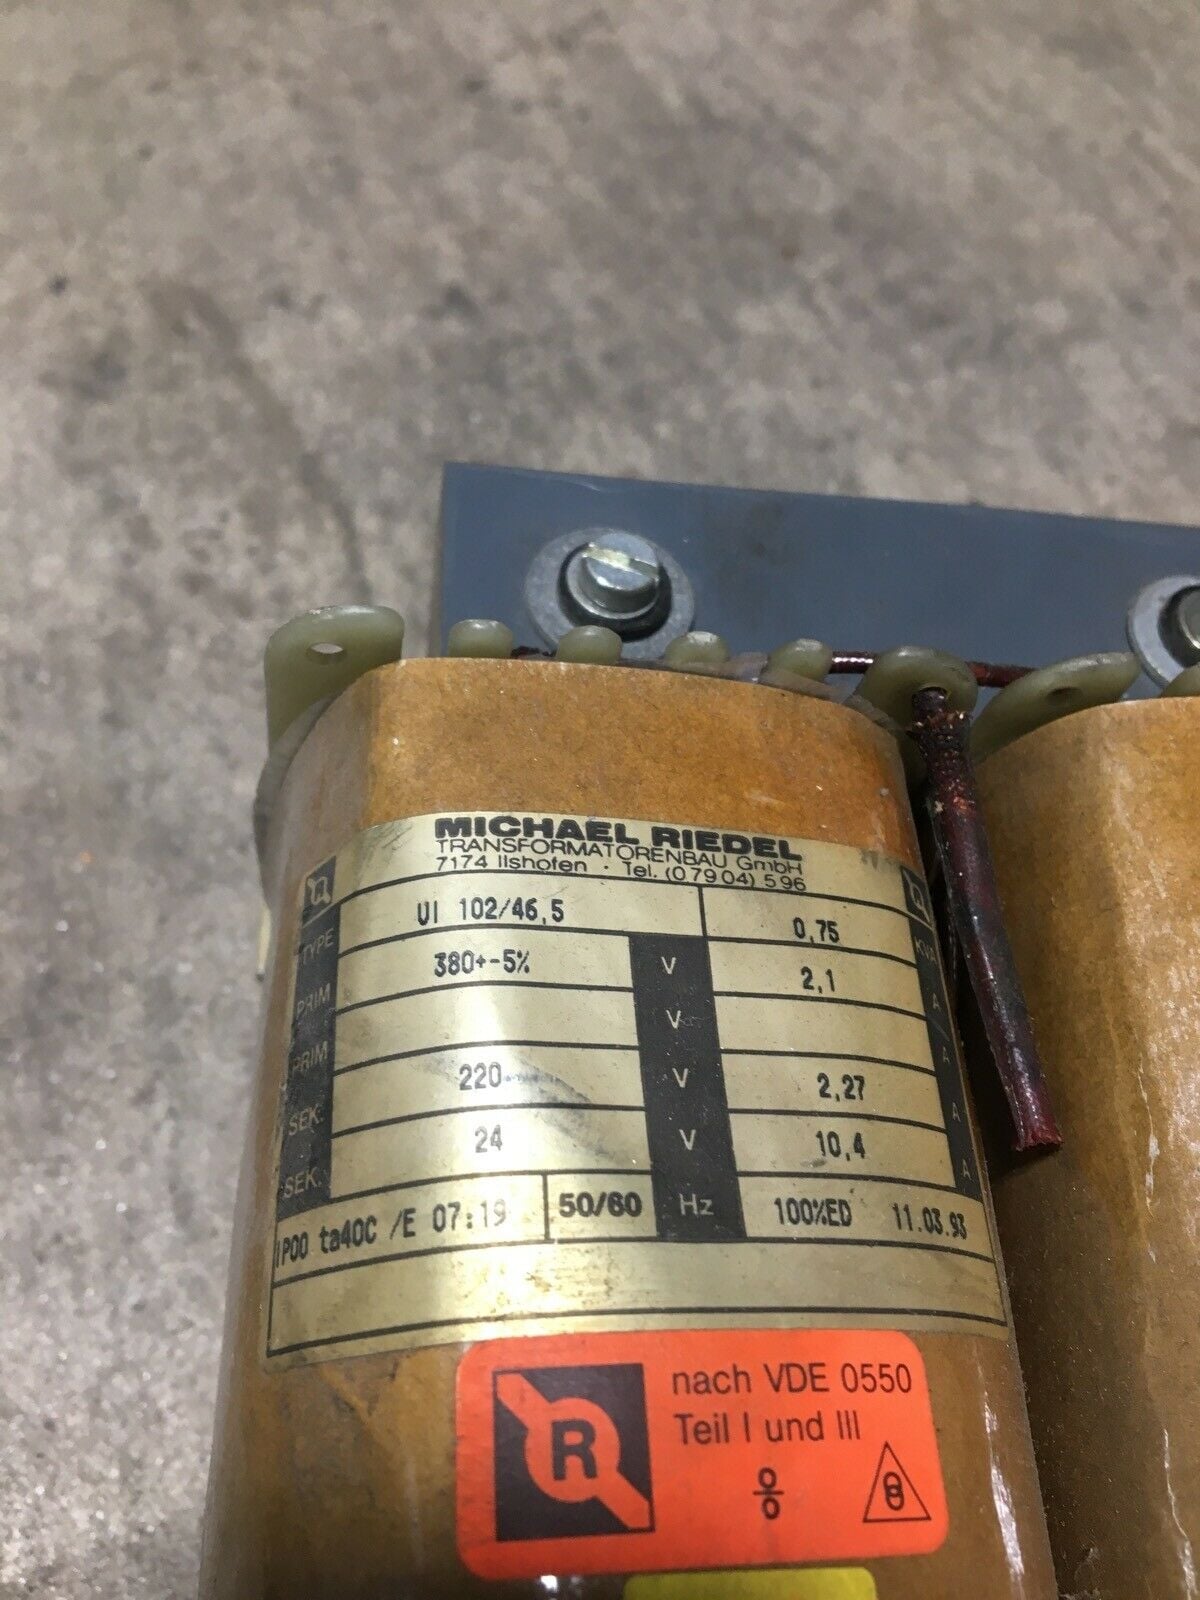 MICHAEL RIEDEL
TRANSFORMATORENBAU GmbH
7174 Ilshofen · Tel. (07904) 596
TYPE UI 102/46,5 0,75 KVA
PRIM 380+-5% V 2,1 A
PRIM V A
SEK. 220 V 2,27 A
SEK. 24 V 10,4 A
IP00 ta40C /E 07:19 50/60 Hz 100%ED 11.03.93
R
nach VDE 0550
Teil I und III